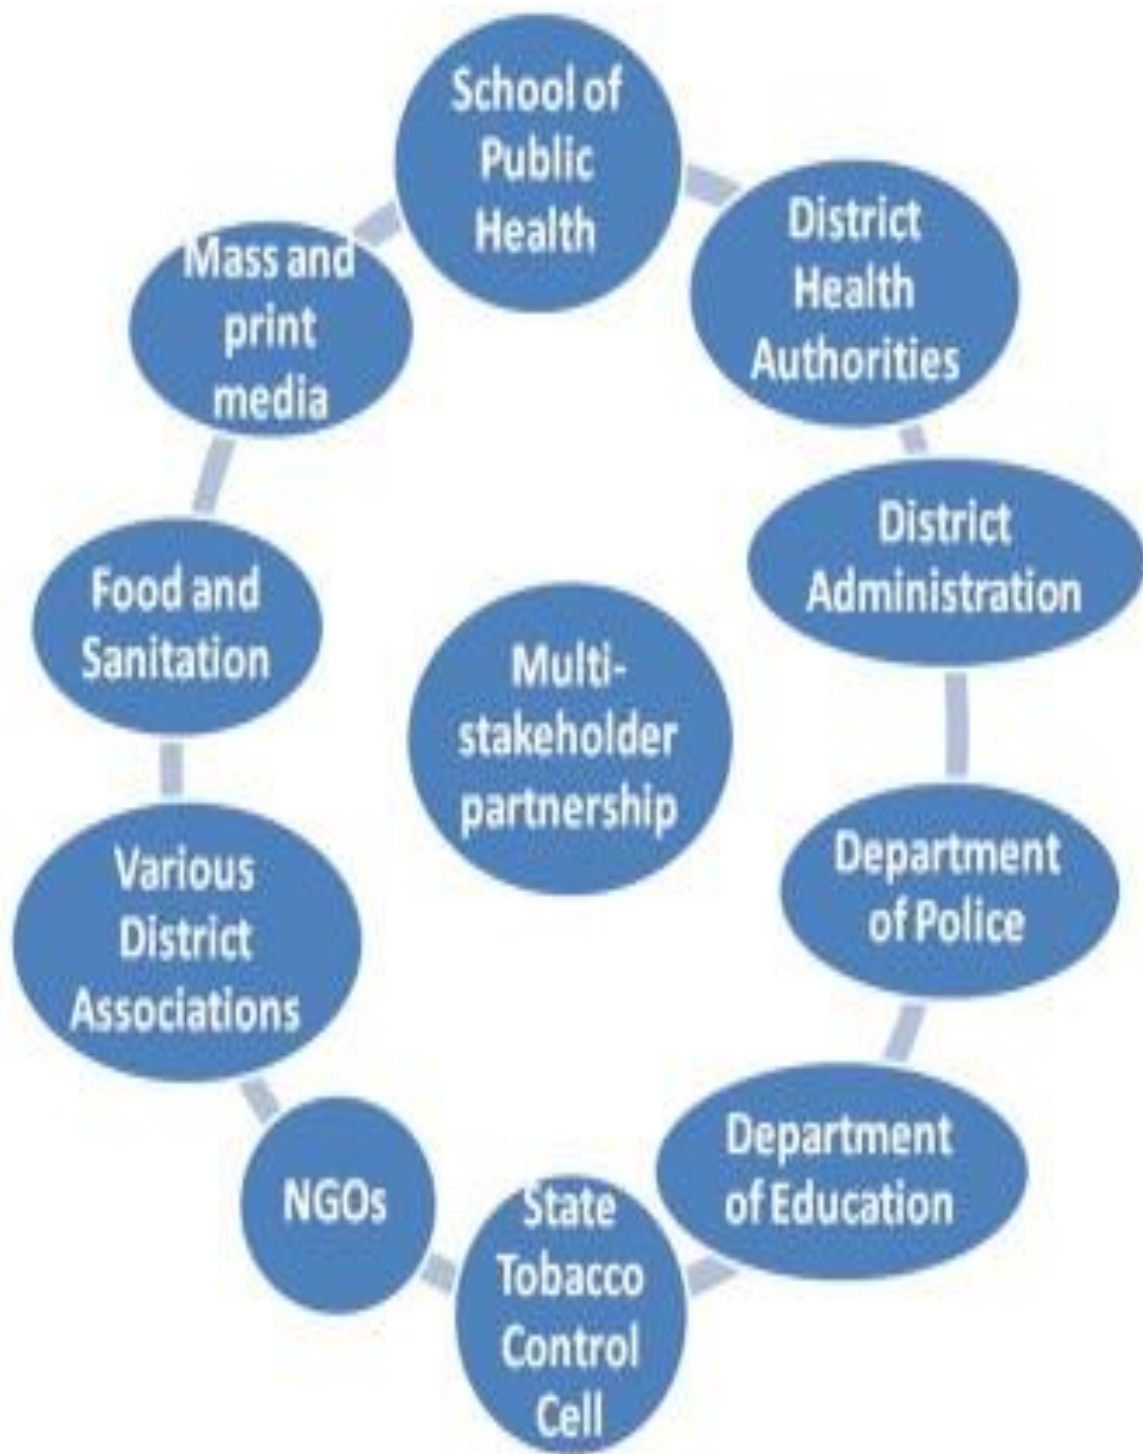 School of
Public
Health
District
Health
Authorities
District
Administration
Department
of Police
Department
of Education
State
Tobacco
Control
Cell
NGOs
Various
District
Associations
Food and
Sanitation
Mass and
print
media
Multi-
stakeholder
partnership